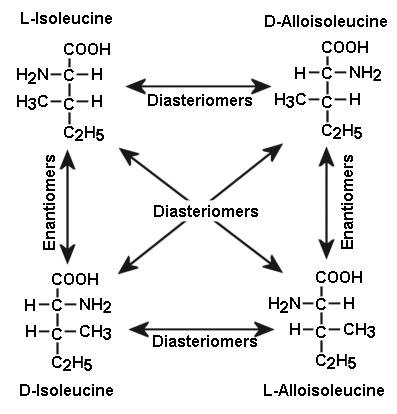 L-Isoleucine
COOH
H2N–C–H
H3C–C–H
C2H5
Diasteriomers
D-Alloisoleucine
COOH
H–C–NH2
H3C–C–H
C2H5
Enantiomers
Diasteriomers
Enantiomers
COOH
H–C–NH2
H–C–CH3
C2H5
D-Isoleucine
Diasteriomers
COOH
H2N–C–H
H–C–CH3
C2H5
L-Alloisoleucine